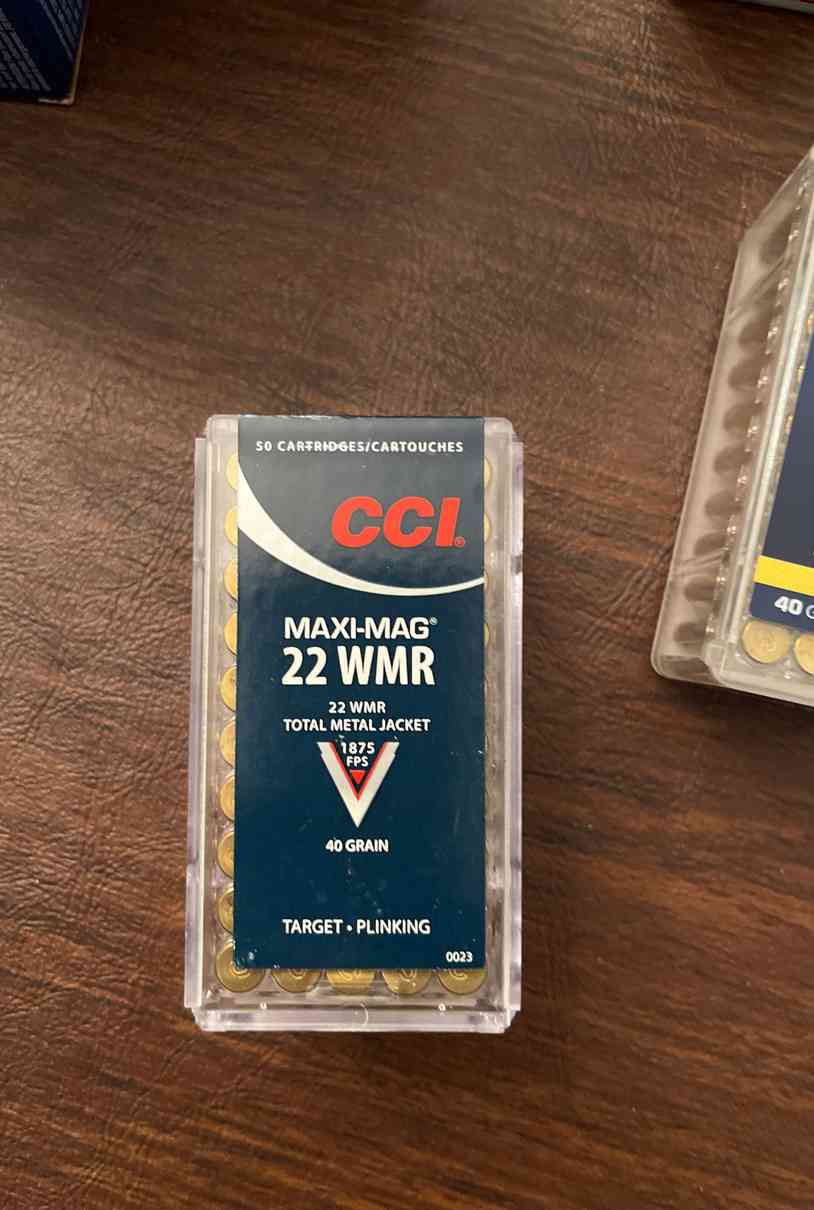 50 CARTRIDGES/CARTOUCHES
CCI®
MAXI-MAG®
22 WMR
22 WMR
TOTAL METAL JACKET
1875
FPS
40 GRAIN
TARGET • PLINKING
0023
40 G